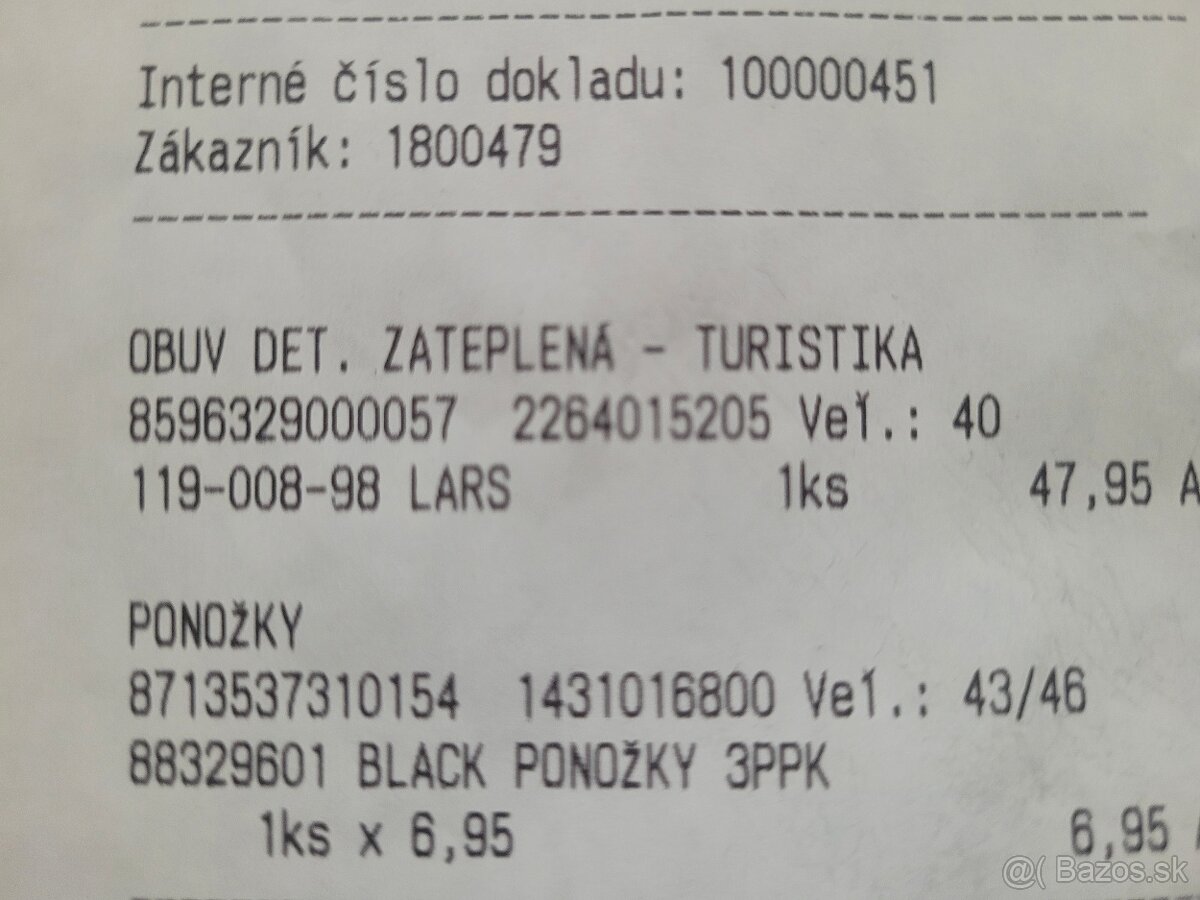 Interné číslo dokladu: 100000451
Zákazník: 1800479
OBUV DET. ZATEPLENÁ - TURISTIKA
8596329000057 2264015205 Veľ.: 40
119-008-98 LARS 1ks 47,95 A
PONOŽKY
8713537310154 1431016800 Veľ.: 43/46
88329601 BLACK PONOŽKY 3PPK
1ks x 6,95 6,95 A
@( Bazos.sk